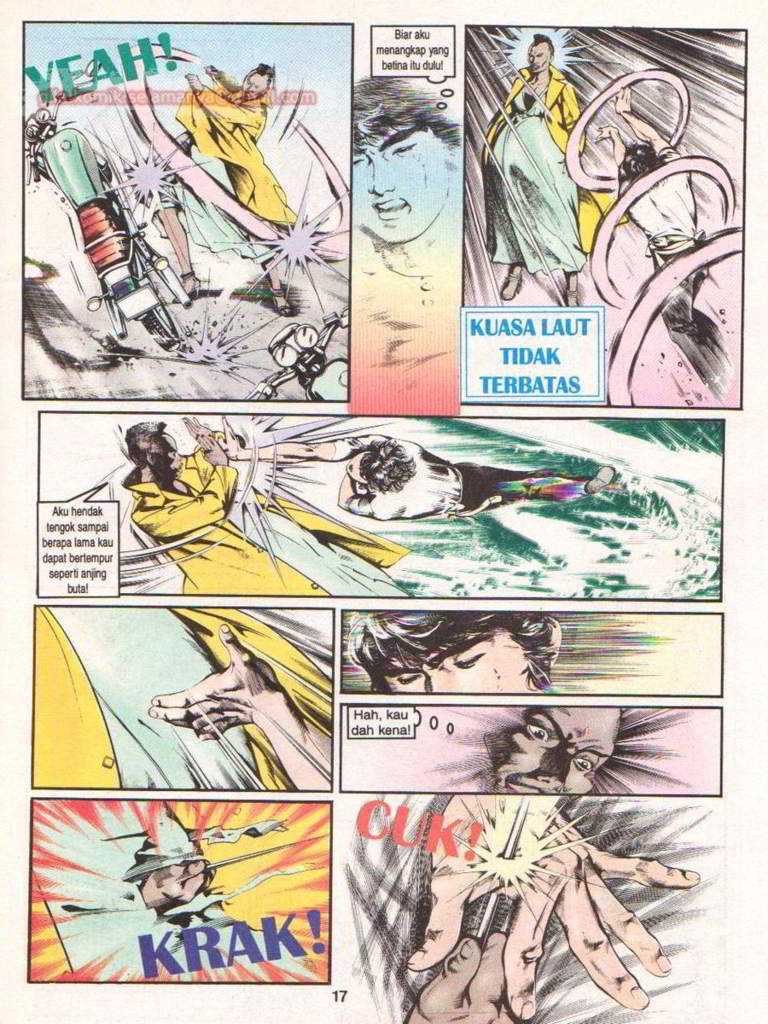 YEAH!
Biar aku
menangkap yang
betina itu dulu!
KUASA LAUT
TIDAK
TERBATAS
Aku hendak
tengok sampai
berapa lama kau
dapat bertempur
seperti anjing
buta!
Hah, kau
dah kena!
KRAK!
CUK!
17